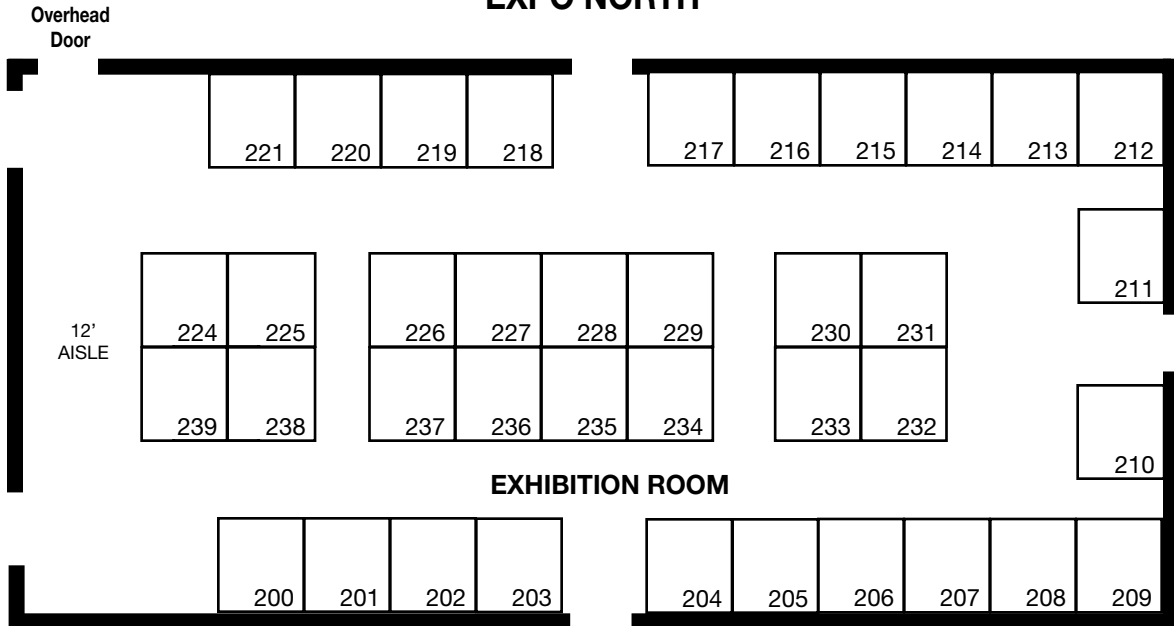 EXPO NORTH
Overhead
Door
221 220 219 218 217 216 215 214 213 212
211
224 225 226 227 228 229 230 231
12'
AISLE
239 238 237 236 235 234 233 232
210
EXHIBITION ROOM
200 201 202 203 204 205 206 207 208 209